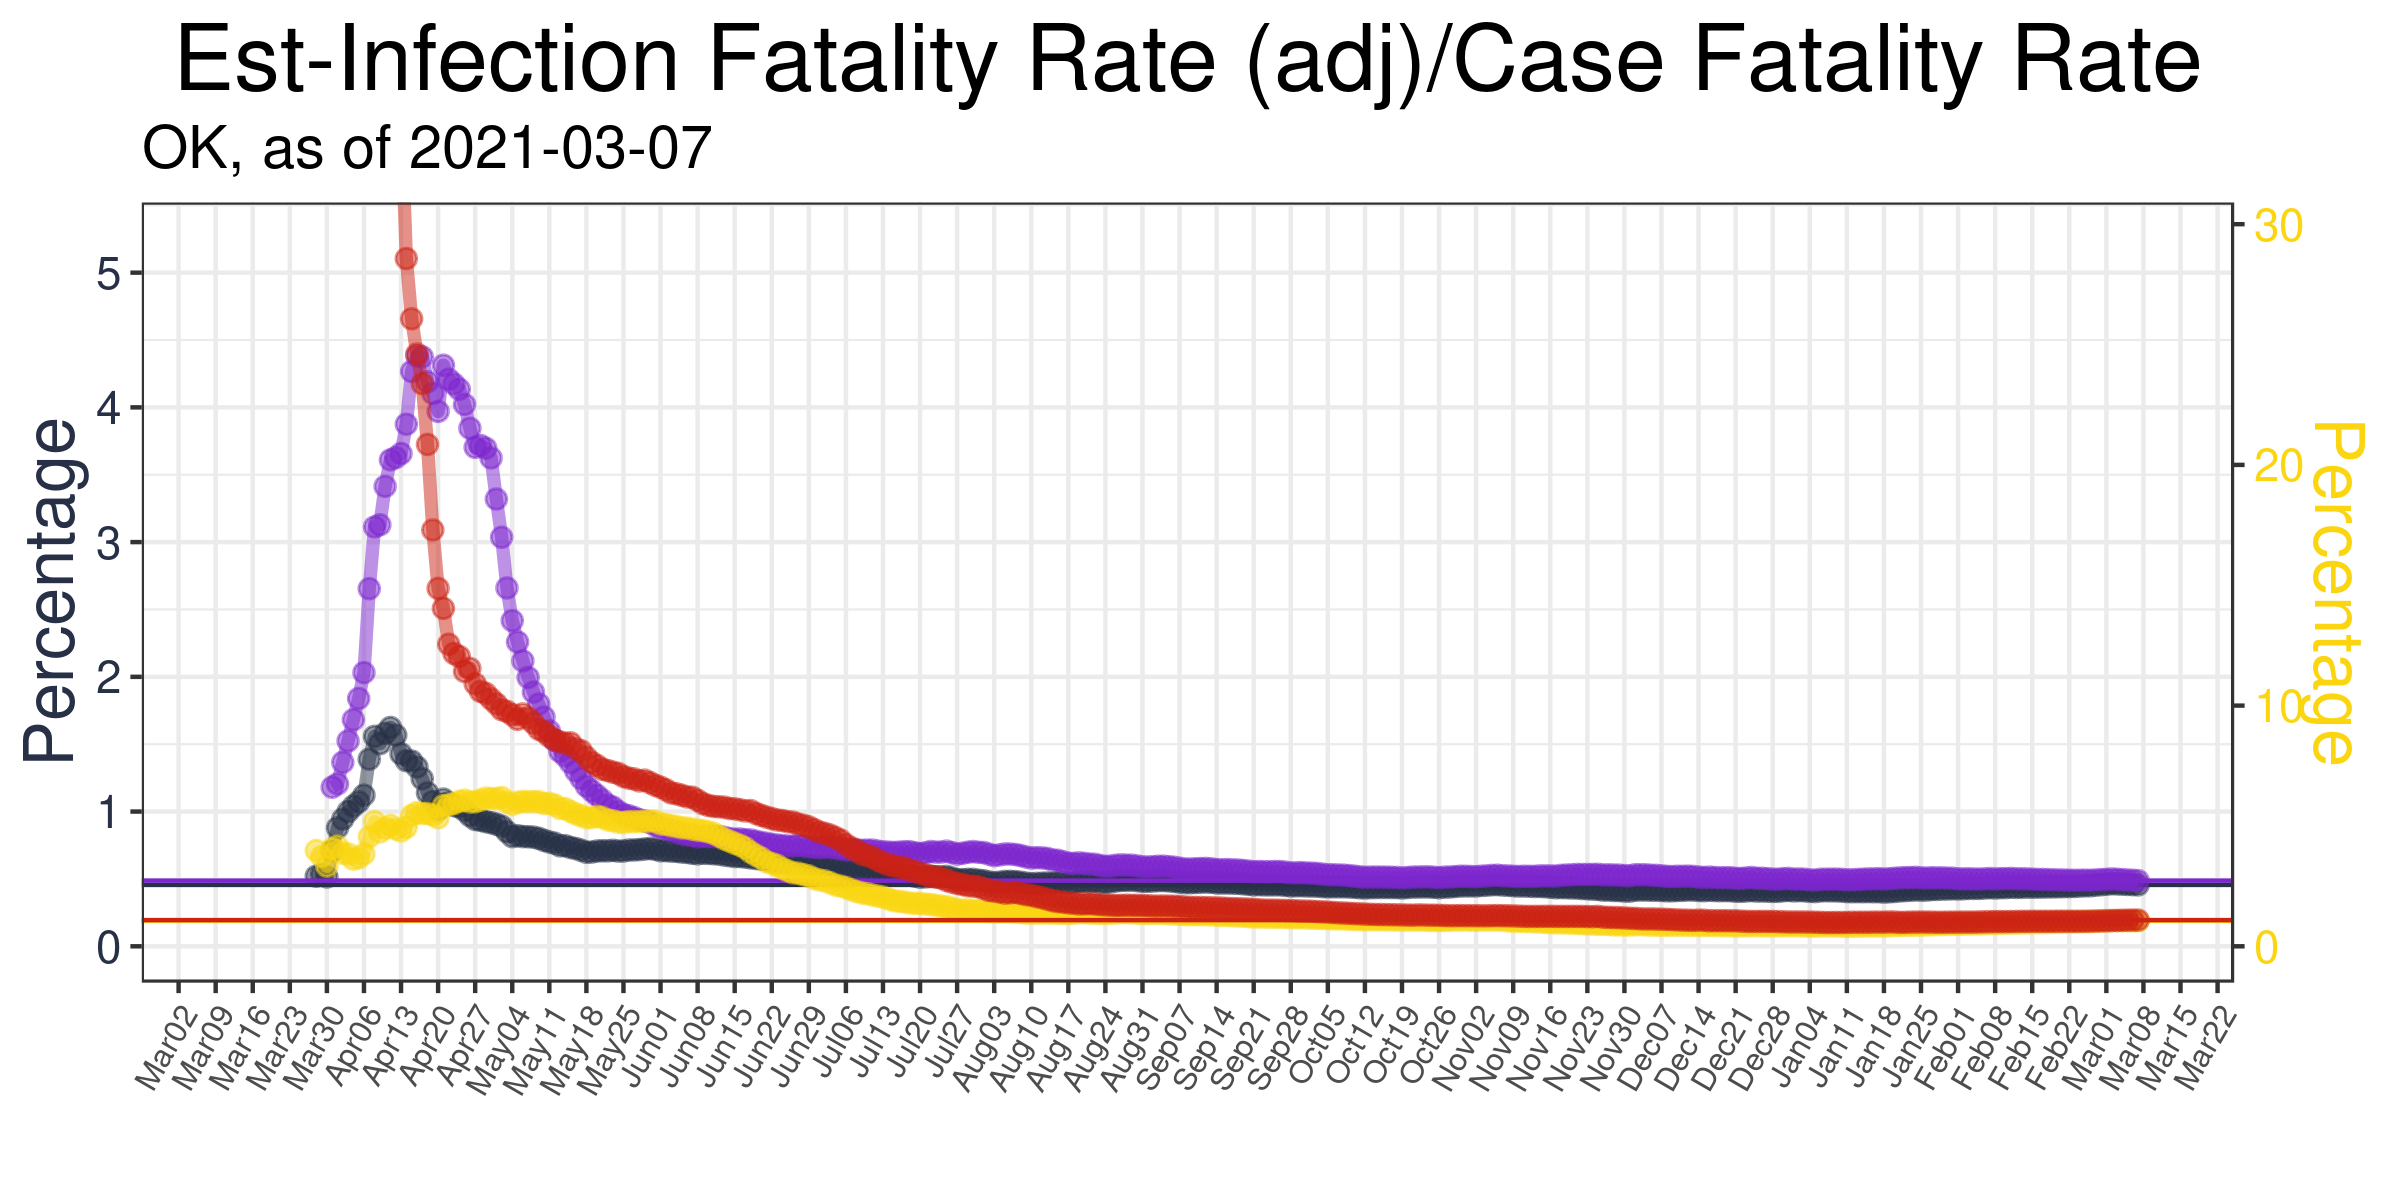 Est-Infection Fatality Rate (adj)/Case Fatality Rate
OK, as of 2021-03-07
Percentage
5
4
3
2
1
0
30
20
10
0
Percentage
Mar02
Mar09
Mar16
Mar23
Mar30
Apr06
Apr13
Apr20
Apr27
May04
May11
May18
May25
Jun01
Jun08
Jun15
Jun22
Jun29
Jul06
Jul13
Jul20
Jul27
Aug03
Aug10
Aug17
Aug24
Aug31
Sep07
Sep14
Sep21
Sep28
Oct05
Oct12
Oct19
Oct26
Nov02
Nov09
Nov16
Nov23
Nov30
Dec07
Dec14
Dec21
Dec28
Dec04
Jan11
Jan18
Jan25
Feb01
Feb08
Feb15
Feb22
Mar01
Mar08
Mar15
Mar22